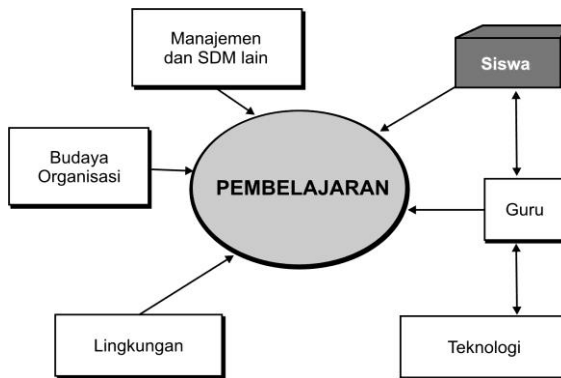 Manajemen
dan SDM lain
Siswa
Budaya
Organisasi
PEMBELAJARAN
Guru
Lingkungan
Teknologi